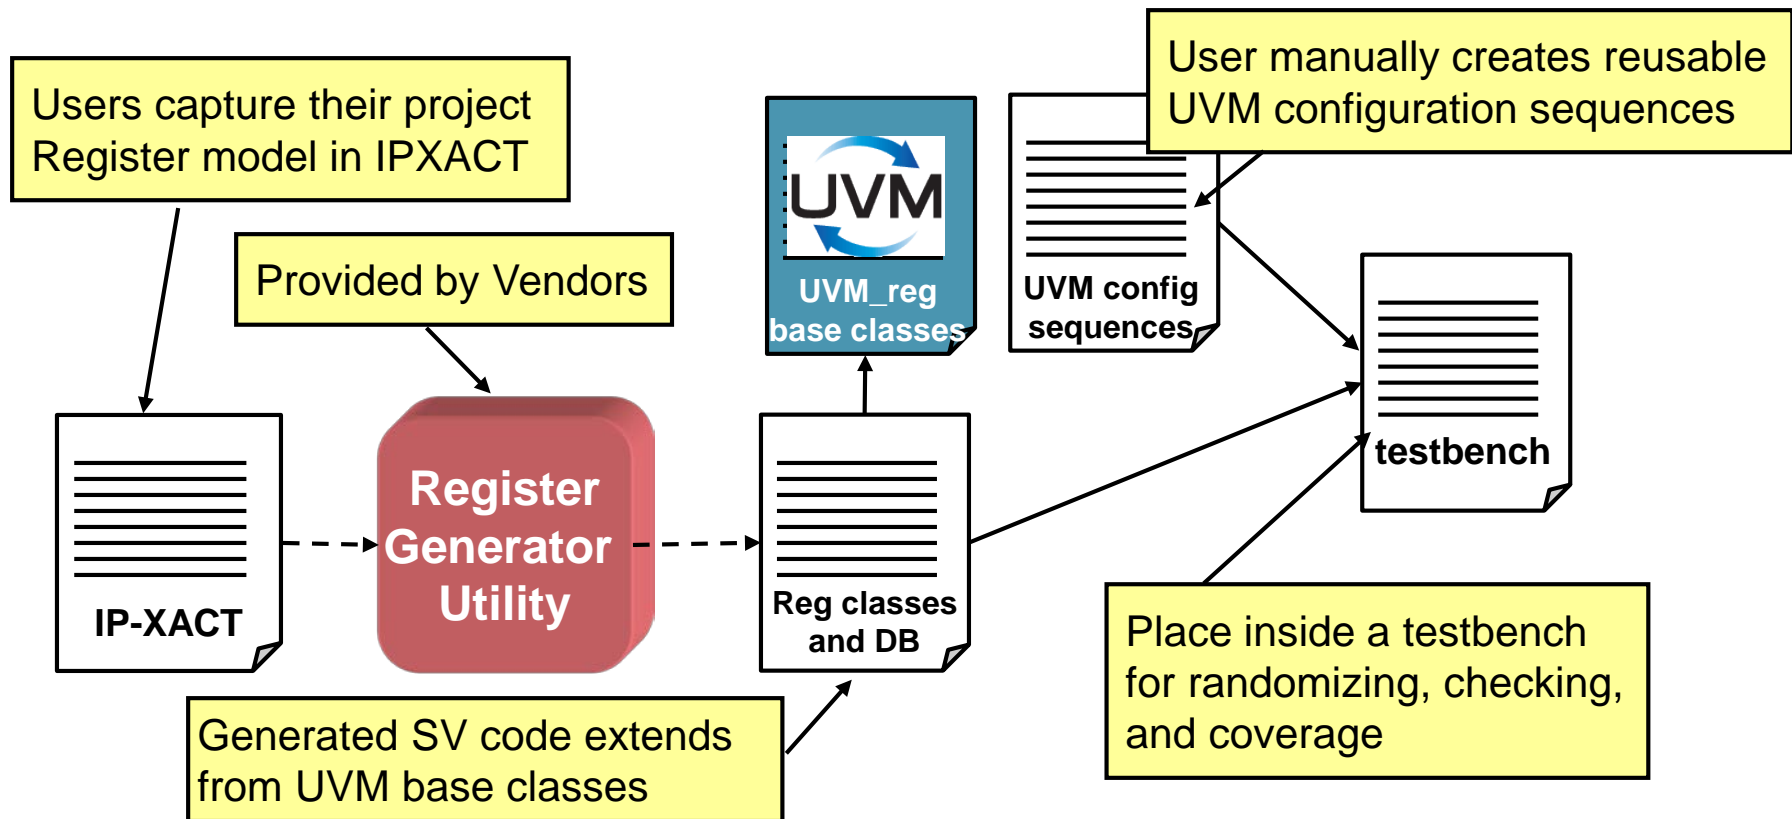 Users capture their project
Register model in IPXACT
Provided by Vendors
User manually creates reusable
UVM configuration sequences
UVM
UVM_reg
base classes
UVM config
sequences
testbench
IP-XACT
Register
Generator
Utility
Reg classes
and DB
Generated SV code extends
from UVM base classes
Place inside a testbench
for randomizing, checking,
and coverage